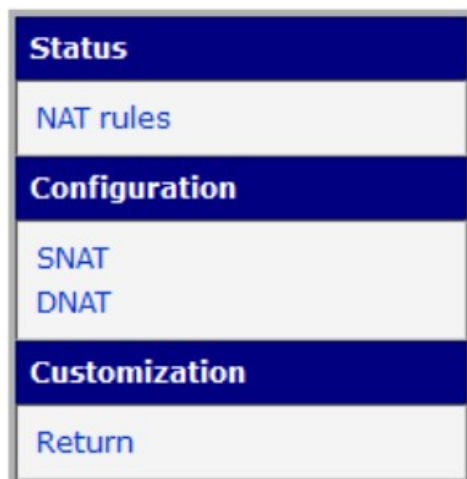 Status
NAT rules
Configuration
SNAT
DNAT
Customization
Return